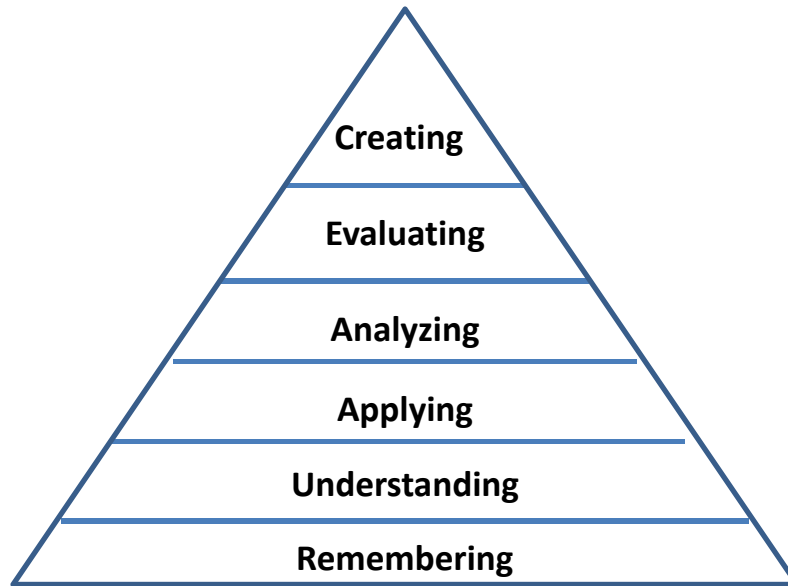 Creating
Evaluating
Analyzing
Applying
Understanding
Remembering